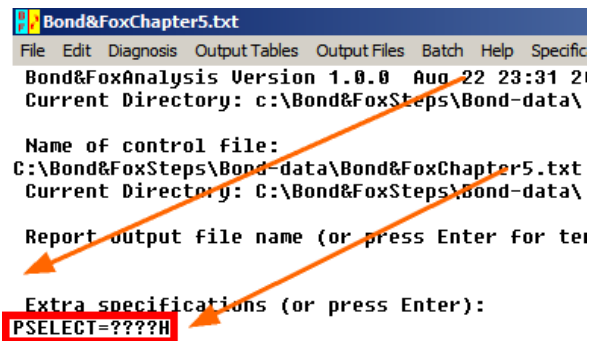 Bond&FoxChapter5.txt
File Edit Diagnosis Output Tables Output Files Batch Help Specific
Bond&FoxAnalysis Version 1.0.0 Aug 22 23:31
Current Directory: c:\Bond&FoxSteps\Bond-data\
Name of control file:
C:\Bond&FoxSteps\Bond-data\Bond&FoxChapter5.txt
Current Directory: C:\Bond&FoxSteps\Bond-data\
Report output file name (or press Enter for
Extra specifications (or press Enter):
PSELECT=????H